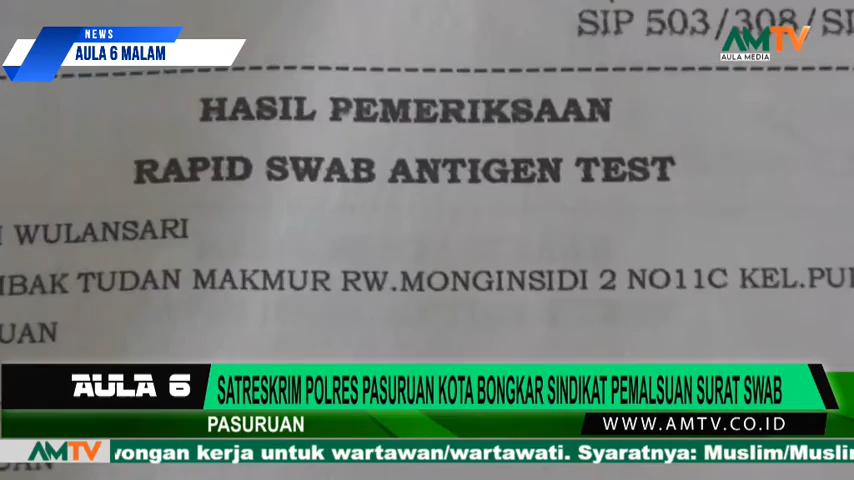 NEWS
AULA 6 MALAM
SIP 503/308/SI
AMTV
AULA MEDIA
HASIL PEMERIKSAAN
RAPID SWAB ANTIGEN TEST
I WULANSARI
MBAK TUDAN MAKMUR RW.MONGINSIDI 2 NO11C KEL.PU
UAN
AULA 6
SATRESKRIM POLRES PASURUAN KOTA BONGKAR SINDIKAT PEMALSUAN SURAT SWAB
PASURUAN
WWW.AMTV.CO.ID
AMTV
wongan kerja untuk wartawan/wartawati. Syaratnya: Muslim/Muslim
UAN